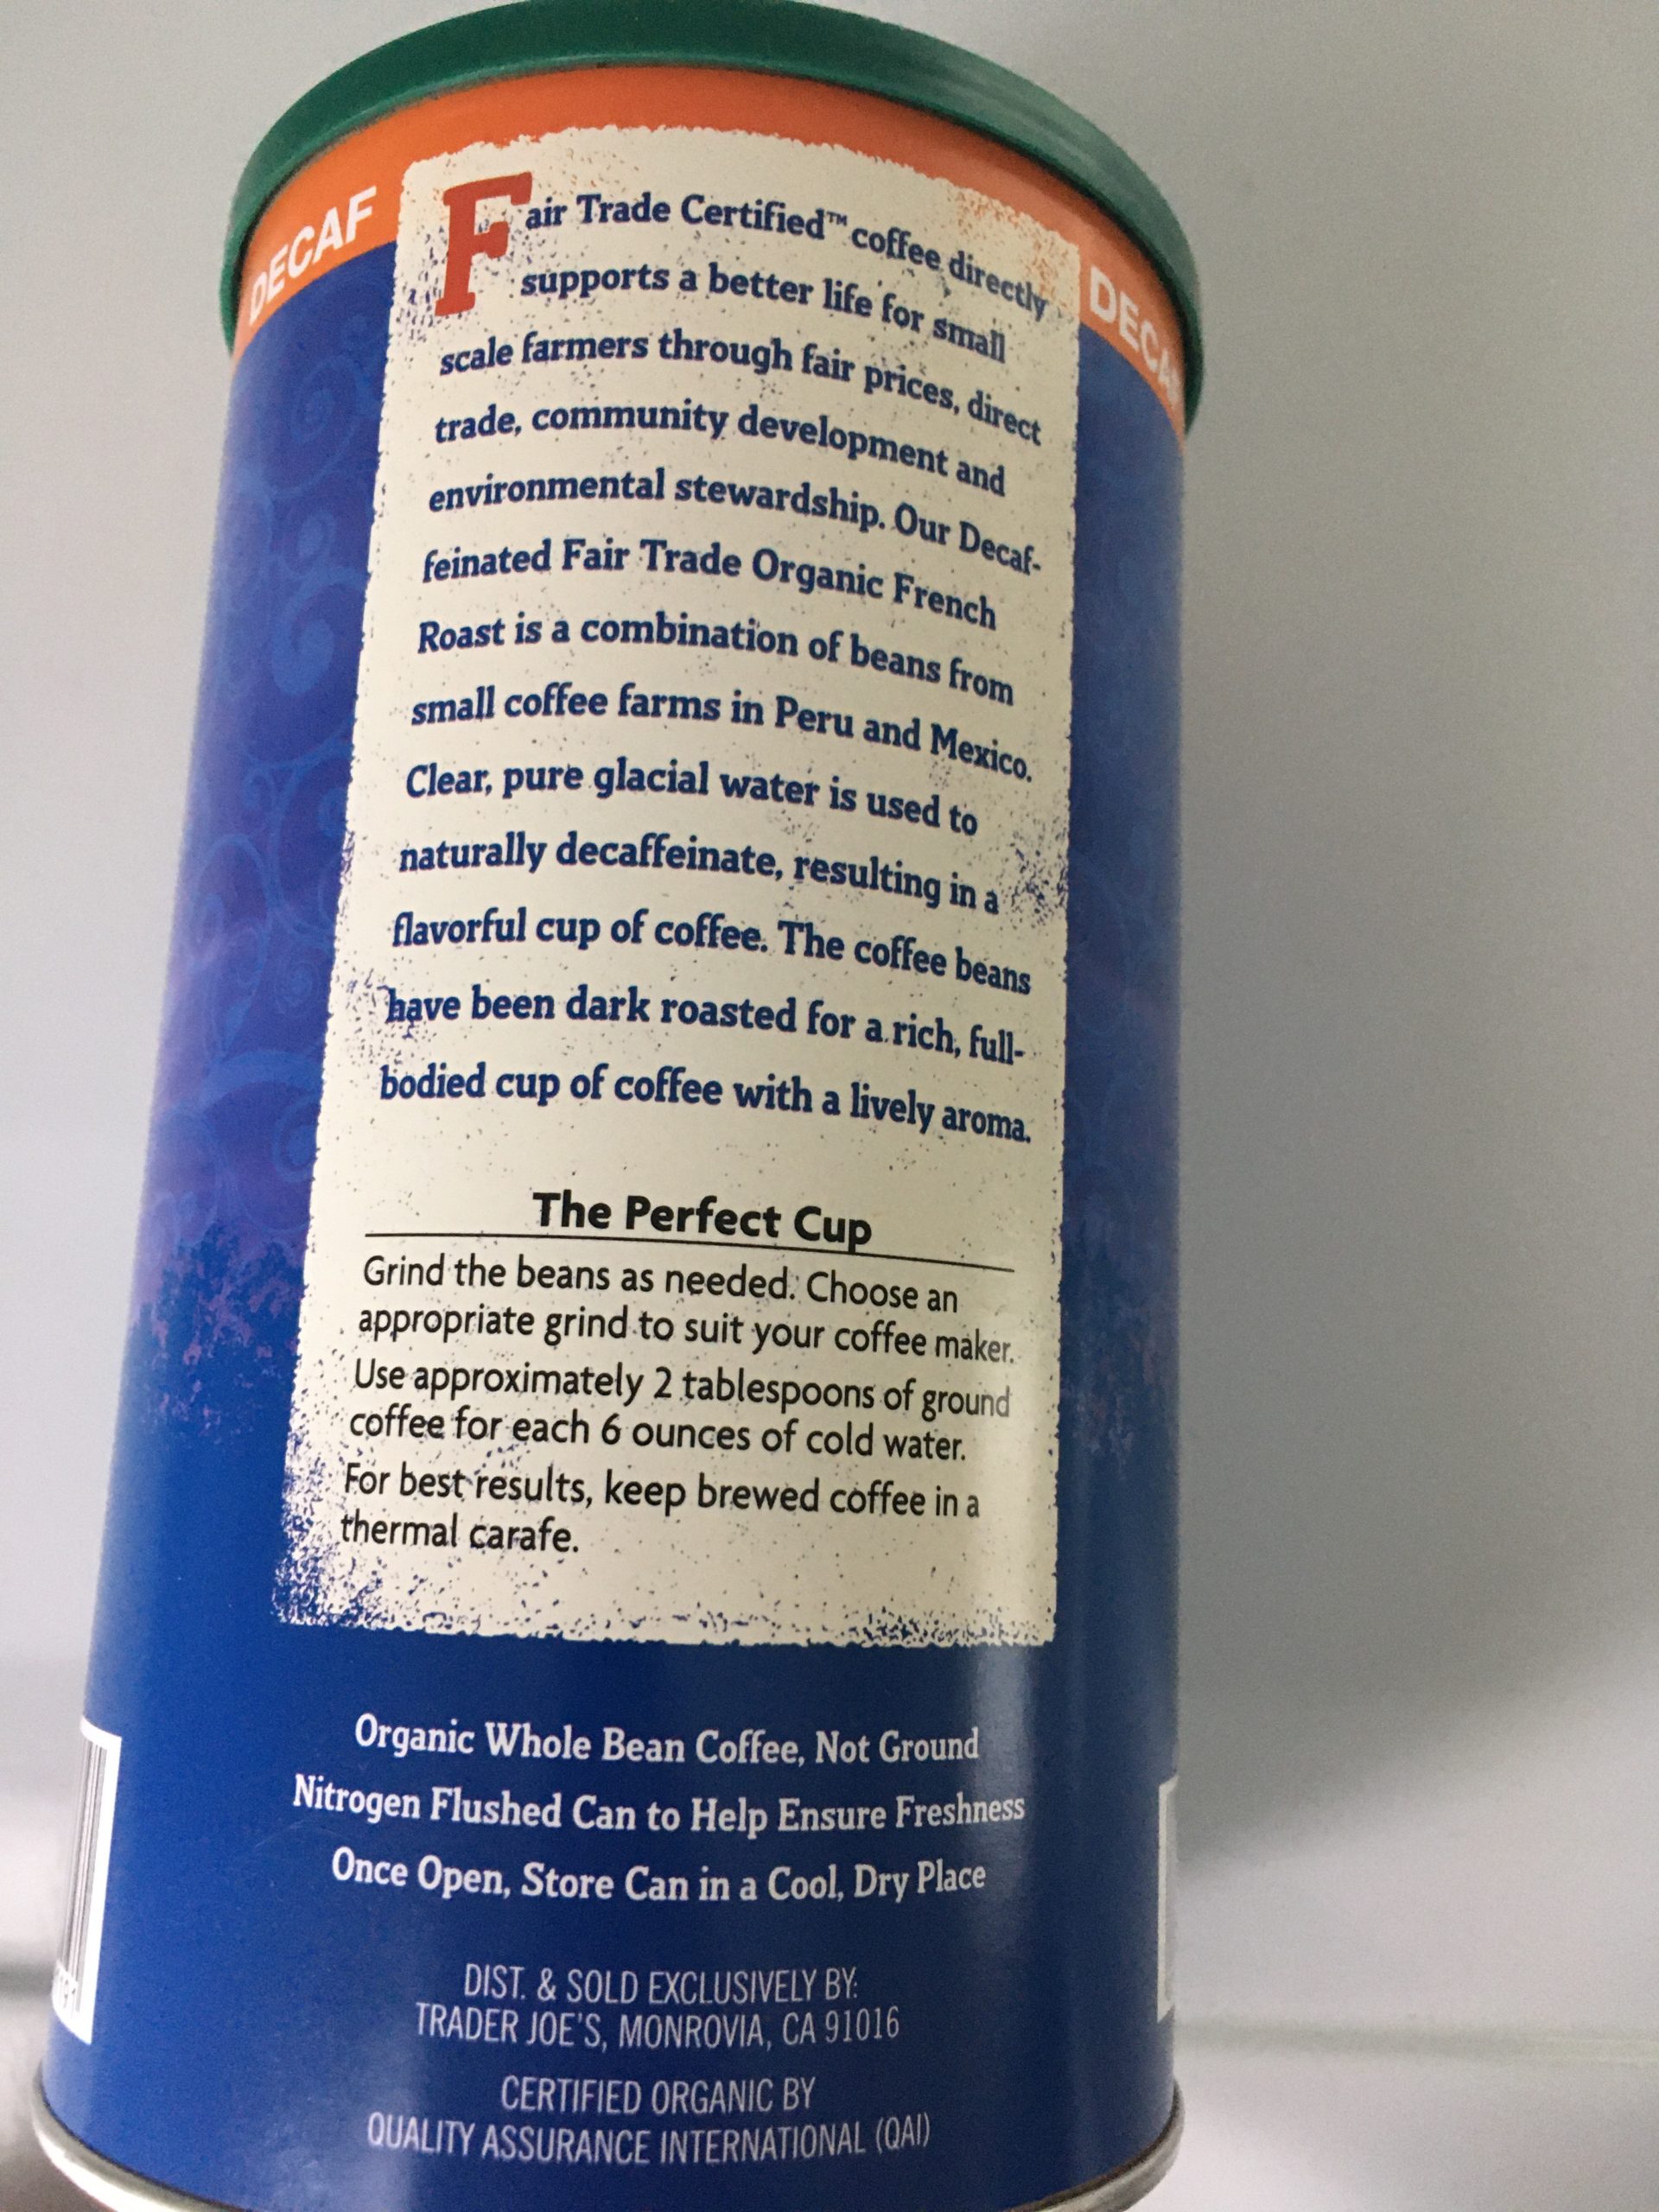 DECAF
DECAF
Fair Trade Certified™ coffee directly
supports a better life for small
scale farmers through fair prices, direct
trade, community development and
environmental stewardship. Our Decaf-
feinated Fair Trade Organic French
Roast is a combination of beans from
small coffee farms in Peru and Mexico.
Clear, pure glacial water is used to
naturally decaffeinate, resulting in a
flavorful cup of coffee. The coffee beans
have been dark roasted for a rich, full-
bodied cup of coffee with a lively aroma.
The Perfect Cup
Grind the beans as needed. Choose an
appropriate grind to suit your coffee maker.
Use approximately 2 tablespoons of ground
coffee for each 6 ounces of cold water.
For best results, keep brewed coffee in a
thermal carafe.
Organic Whole Bean Coffee, Not Ground
Nitrogen Flushed Can to Help Ensure Freshness
Once Open, Store Can in a Cool, Dry Place
DIST. & SOLD EXCLUSIVELY BY:
TRADER JOE'S, MONROVIA, CA 91016
CERTIFIED ORGANIC BY
QUALITY ASSURANCE INTERNATIONAL (QAI)